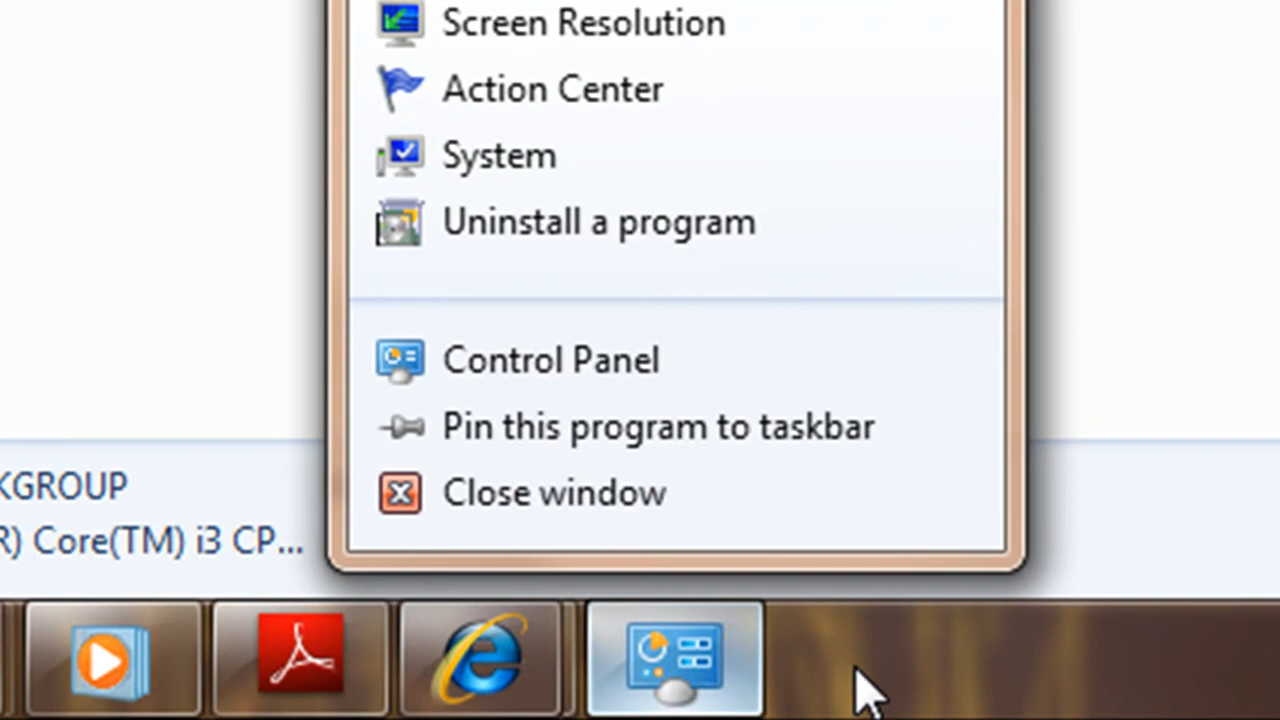 Screen Resolution
Action Center
System
Uninstall a program
Control Panel
Pin this program to taskbar
Close window
KGROUP
R) Core(TM) i3 CP...